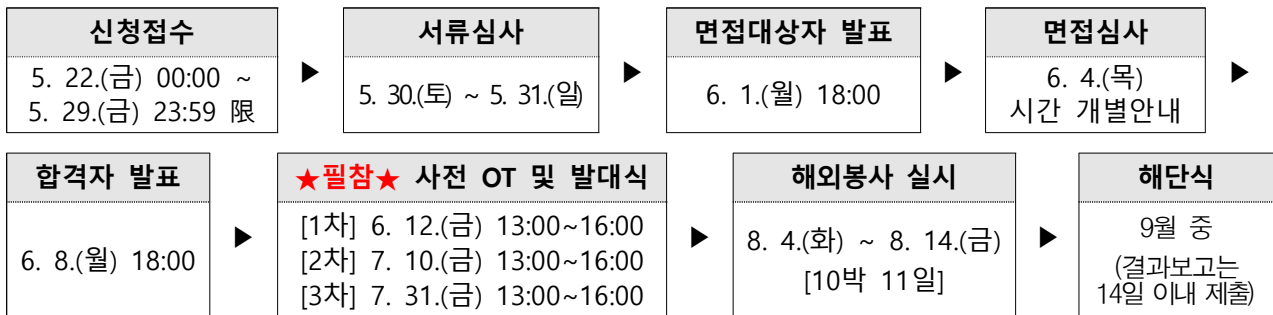 신청접수
5. 22.(금) 00:00 ~
5. 29.(금) 23:59 限
▶
서류심사
5. 30.(토) ~ 5. 31.(일)
▶
면접대상자 발표
6. 1.(월) 18:00
▶
면접심사
6. 4.(목)
시간 개별안내
▶
합격자 발표
6. 8.(월) 18:00
▶
★필참★ 사전 OT 및 발대식
[1차] 6. 12.(금) 13:00~16:00
[2차] 7. 10.(금) 13:00~16:00
[3차] 7. 31.(금) 13:00~16:00
▶
해외봉사 실시
8. 4.(화) ~ 8. 14.(금)
[10박 11일]
▶
해단식
9월 중
(결과보고는
14일 이내 제출)